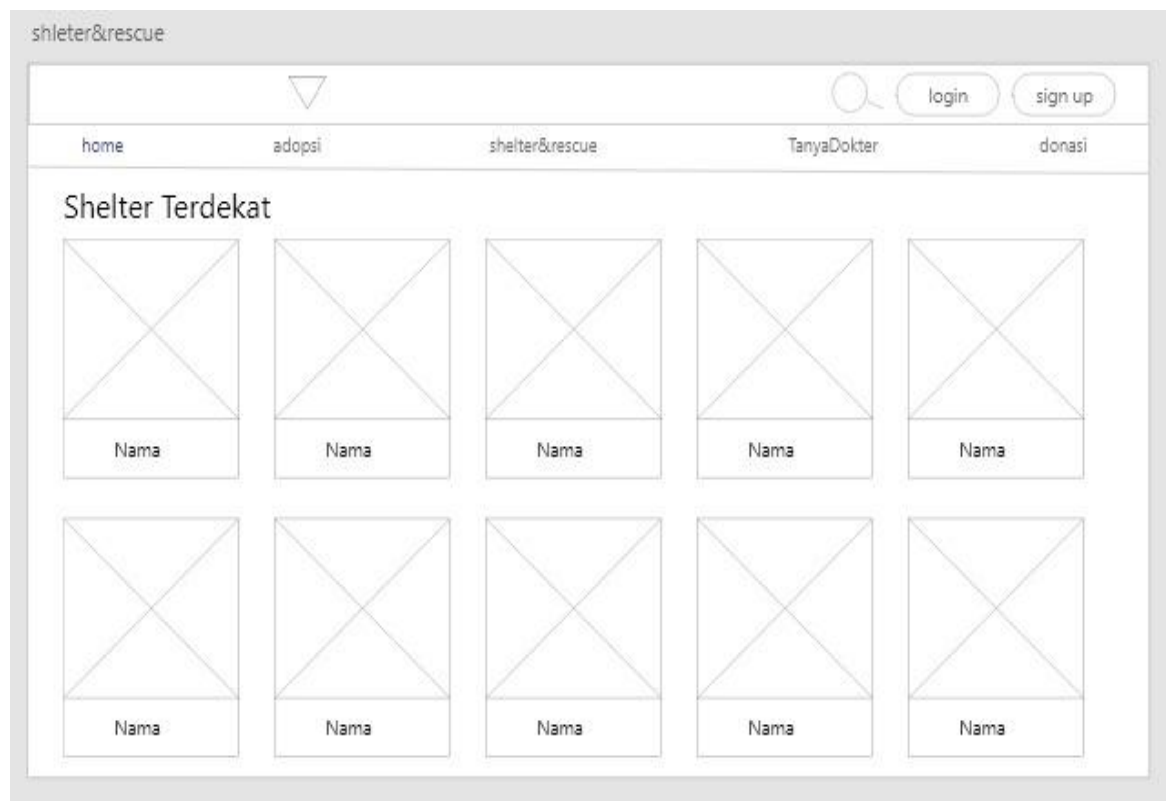 shleter&rescue
login sign up
home adopsi shelter&rescue TanyaDokter donasi
Shelter Terdekat
Nama Nama Nama Nama Nama
Nama Nama Nama Nama Nama